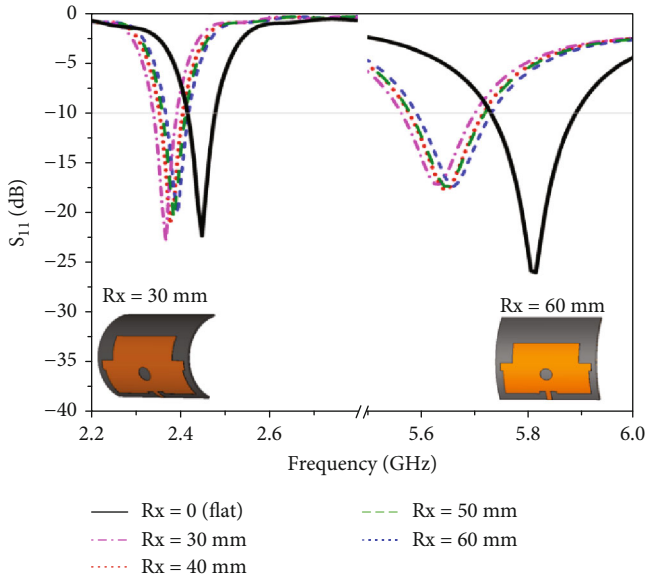 0
−5
−10
−15
−20
−25
−30
−35
−40
S11 (dB)
Rx = 30 mm
Rx = 60 mm
2.2 2.4 2.6 5.6 5.8 6.0
Frequency (GHz)
Rx = 0 (flat)
Rx = 30 mm
Rx = 40 mm
Rx = 50 mm
Rx = 60 mm